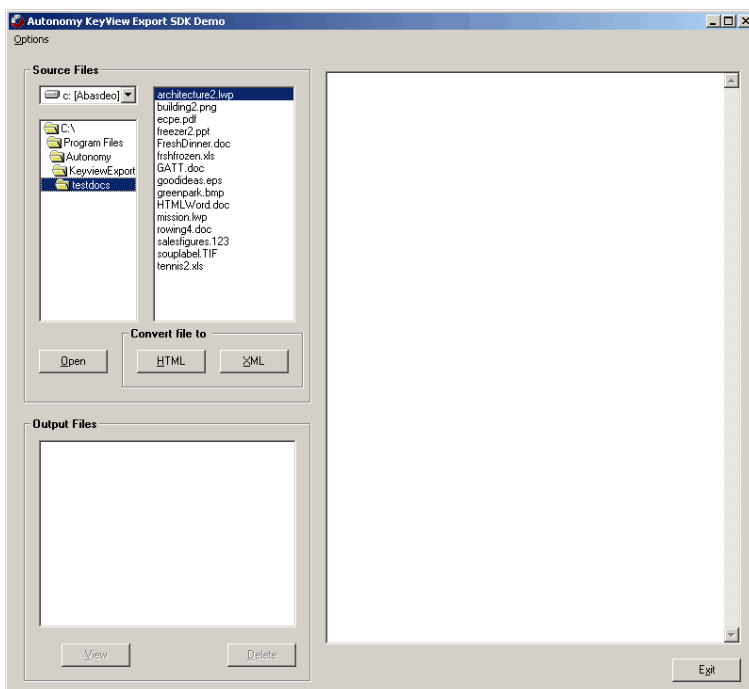 Autonomy KeyView Export SDK Demo
Options
Source Files
c: [Abasdeo]
C:\
Program Files
Autonomy
KeyviewExport
testdocs
architecture2.lwp
building2.png
ecpe.pdf
freezer2.ppt
FreshDinner.doc
frshfrozen.xls
GATT.doc
goodideas.eps
greenpark.bmp
HTMLWord.doc
mission.lwp
rowing4.doc
salesfigures.123
souplabel.TIF
tennis2.xls
Convert file to
Open
HTML
XML
Output Files
View
Delete
Exit